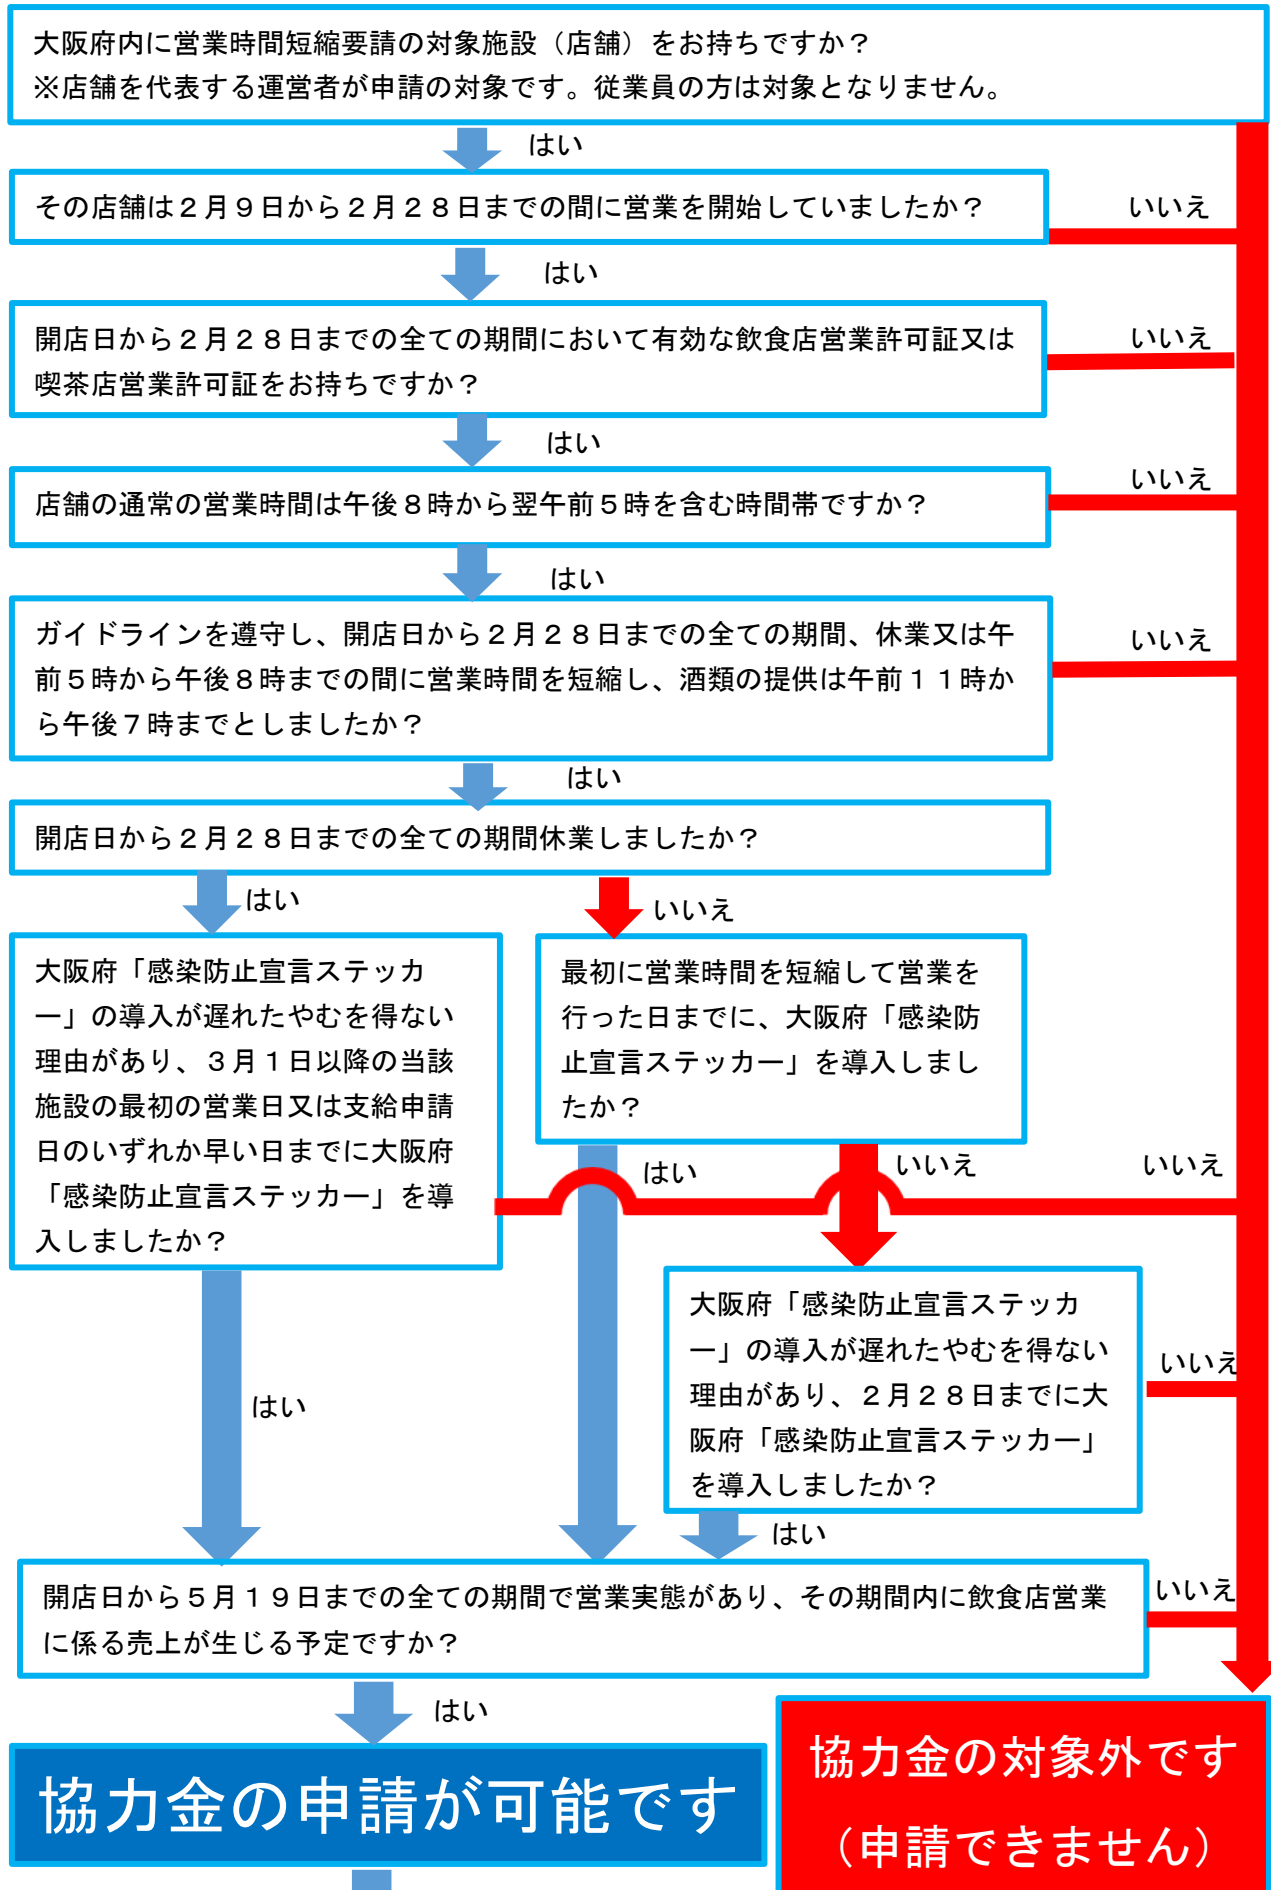 大阪府内に営業時間短縮要請の対象施設（店舗）をお持ちですか？
※店舗を代表する運営者が申請の対象です。従業員の方は対象となりません。
はい
その店舗は２月９日から２月２８日までの間に営業を開始していましたか？
いいえ
はい
開店日から２月２８日までの全ての期間において有効な飲食店営業許可証又は
喫茶店営業許可証をお持ちですか？
いいえ
はい
店舗の通常の営業時間は午後８時から翌午前５時を含む時間帯ですか？
いいえ
はい
ガイドラインを遵守し、開店日から２月２８日までの全ての期間、休業又は午
前５時から午後８時までの間に営業時間を短縮し、酒類の提供は午前１１時か
ら午後７時までとしましたか？
いいえ
はい
開店日から２月２８日までの全ての期間休業しましたか？
はい
いいえ
大阪府「感染防止宣言ステッカ
ー」の導入が遅れたやむを得ない
理由があり、３月１日以降の当該
施設の最初の営業日又は支給申請
日のいずれか早い日までに大阪府
「感染防止宣言ステッカー」を導
入しましたか？
最初に営業時間を短縮して営業を
行った日までに、大阪府「感染防
止宣言ステッカー」を導入しまし
たか？
はい
いいえ
いいえ
大阪府「感染防止宣言ステッカ
ー」の導入が遅れたやむを得ない
理由があり、２月２８日までに大
阪府「感染防止宣言ステッカー」
を導入しましたか？
いいえ
はい
はい
開店日から５月１９日までの全ての期間で営業実態があり、その期間内に飲食店営業
に係る売上が生じる予定ですか？
いいえ
はい
協力金の申請が可能です
協力金の対象外です
（申請できません）